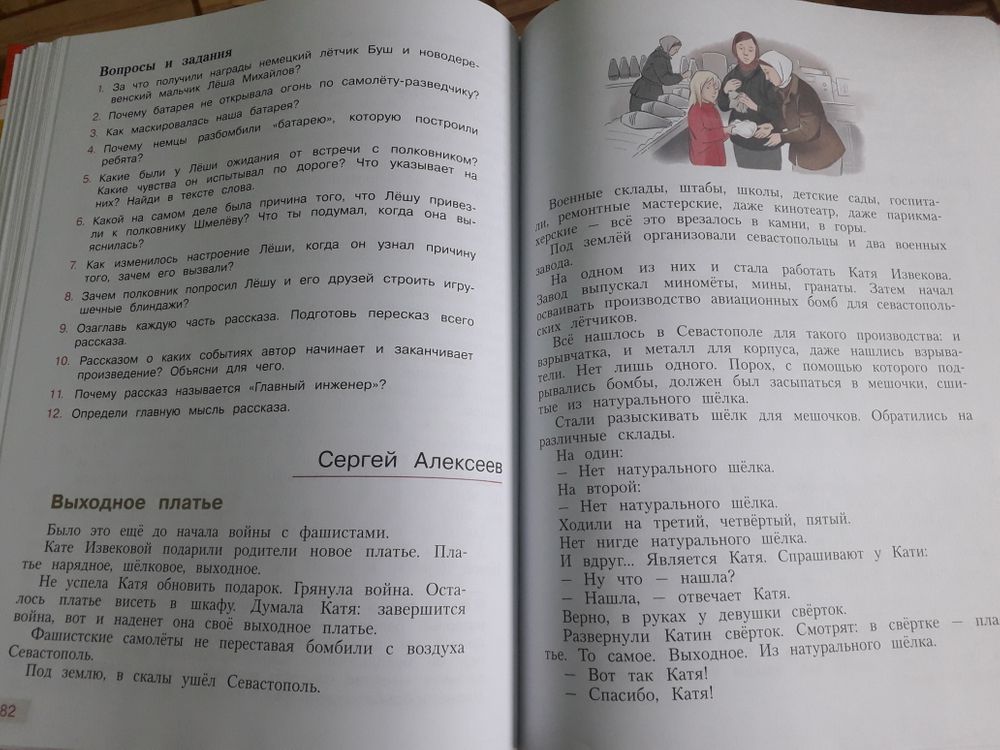 Вопросы и задания
1. За что получили награды немецкий лётчик Буш и новодере-
венский мальчик Лёша Михайлов?
2. Почему батарея не открывала огонь по самолёту-разведчику?
3. Как маскировалась наша батарея?
4. Почему немцы разбомбили «батарею», которую построили
ребята?
5. Какие были у Лёши ожидания от встречи с полковником?
Какие чувства он испытывал по дороге? Что указывает на
них? Найди в тексте слова.
6. Какой на самом деле была причина того, что Лёшу привез-
ли к полковнику Шмелёву? Что ты подумал, когда она вы-
яснилась?
7. Как изменилось настроение Лёши, когда он узнал причину
того, зачем его вызвали?
8. Зачем полковник попросил Лёшу и его друзей строить игру-
шечные блиндажи?
9. Озаглавь каждую часть рассказа. Подготовь пересказ всего
рассказа.
10. Рассказом о каких событиях автор начинает и заканчивает
произведение? Объясни для чего.
11. Почему рассказ называется «Главный инженер»?
12. Определи главную мысль рассказа.
Сергей Алексеев
Выходное платье
Было это ещё до начала войны с фашистами.
Кате Извековой подарили родители новое платье. Пла-
тье нарядное, шёлковое, выходное.
Не успела Катя обновить подарок. Грянула война. Оста-
лось платье висеть в шкафу. Думала Катя: завершится
война, вот и наденет она своё выходное платье.
Фашистские самолёты не переставая бомбили с воздуха
Севастополь.
Под землю, в скалы ушёл Севастополь.
82
Военные склады, штабы, школы, детские сады, госпита-
ли, ремонтные мастерские, даже кинотеатр, даже парикма-
херские — всё это врезалось в камни, в горы.
Под землёй организовали севастопольцы и два военных
завода.
На одном из них и стала работать Катя Извекова.
Завод выпускал миномёты, мины, гранаты. Затем начал
осваивать производство авиационных бомб для севастополь-
ских лётчиков.
Всё нашлось в Севастополе для такого производства: и
взрывчатка, и металл для корпуса, даже нашлись взрыва-
тели. Нет лишь одного. Порох, с помощью которого под-
рывались бомбы, должен был засыпаться в мешочки, сши-
тые из натурального шёлка.
Стали разыскивать шёлк для мешочков. Обратились на
различные склады.
На один:
— Нет натурального шёлка.
На второй:
— Нет натурального шёлка.
Ходили на третий, четвёртый, пятый.
Нет нигде натурального шёлка.
И вдруг... Является Катя. Спрашивают у Кати:
— Ну что — нашла?
— Нашла, — отвечает Катя.
Верно, в руках у девушки свёрток.
Развернули Катин свёрток. Смотрят: в свёртке — пла-
тье. То самое. Выходное. Из натурального шёлка.
— Вот так Катя!
— Спасибо, Катя!